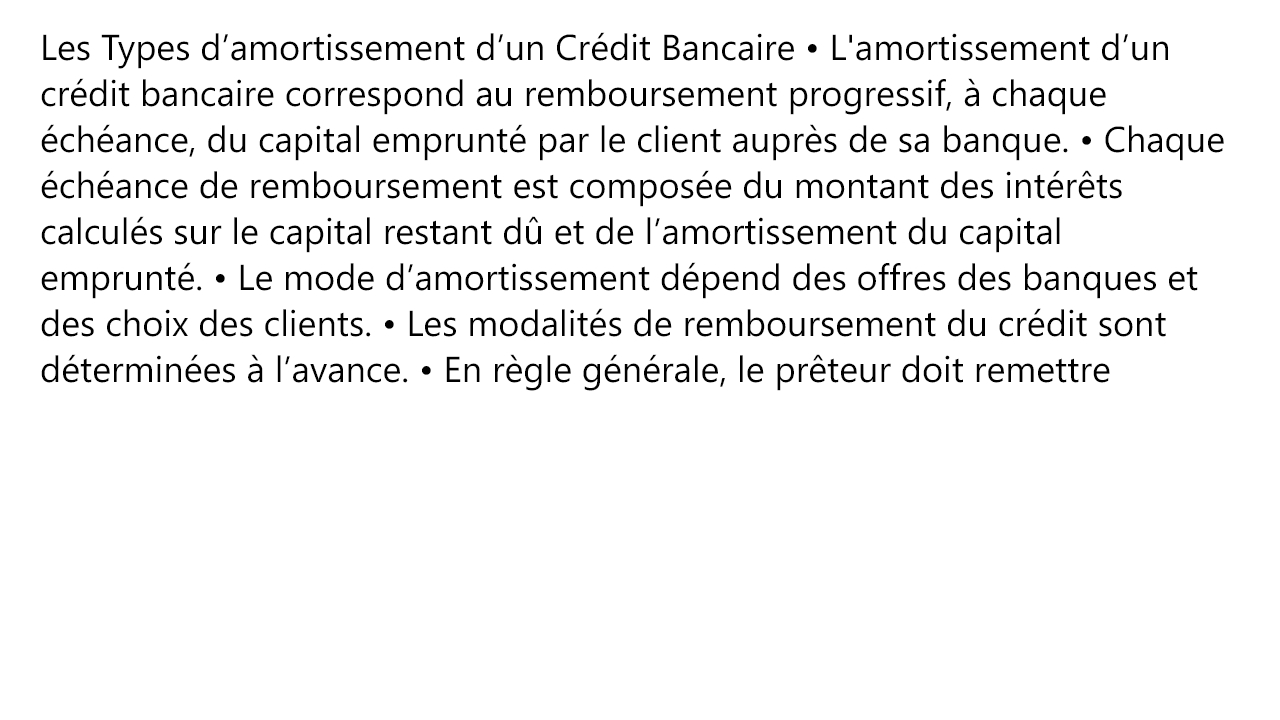 Les Types d’amortissement d’un Crédit Bancaire • L'amortissement d’un
crédit bancaire correspond au remboursement progressif, à chaque
échéance, du capital emprunté par le client auprès de sa banque. • Chaque
échéance de remboursement est composée du montant des intérêts
calculés sur le capital restant dû et de l’amortissement du capital
emprunté. • Le mode d’amortissement dépend des offres des banques et
des choix des clients. • Les modalités de remboursement du crédit sont
déterminées à l’avance. • En règle générale, le prêteur doit remettre